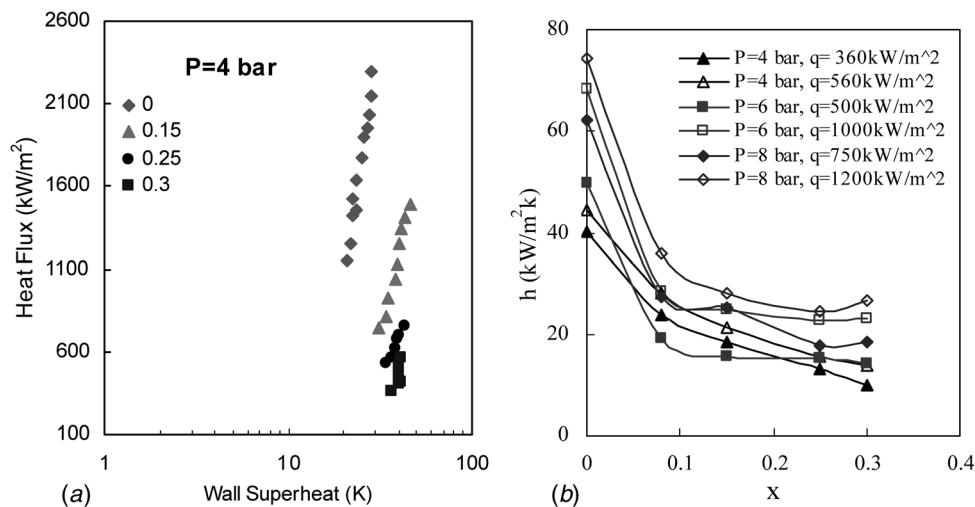 2600
2100
1600
1100
600
100
Heat Flux (kW/m²)
P=4 bar
0
0.15
0.25
0.3
1
10
100
Wall Superheat (K)
(a)
80
60
40
20
0
h (kW/m²k)
P=4 bar, q= 360kW/m^2
P=4 bar, q=560kW/m^2
P=6 bar, q=500kW/m^2
P=6 bar, q=1000kW/m^2
P=8 bar, q=750kW/m^2
P=8 bar, q=1200kW/m^2
0
0.1
0.2
0.3
0.4
x
(b)